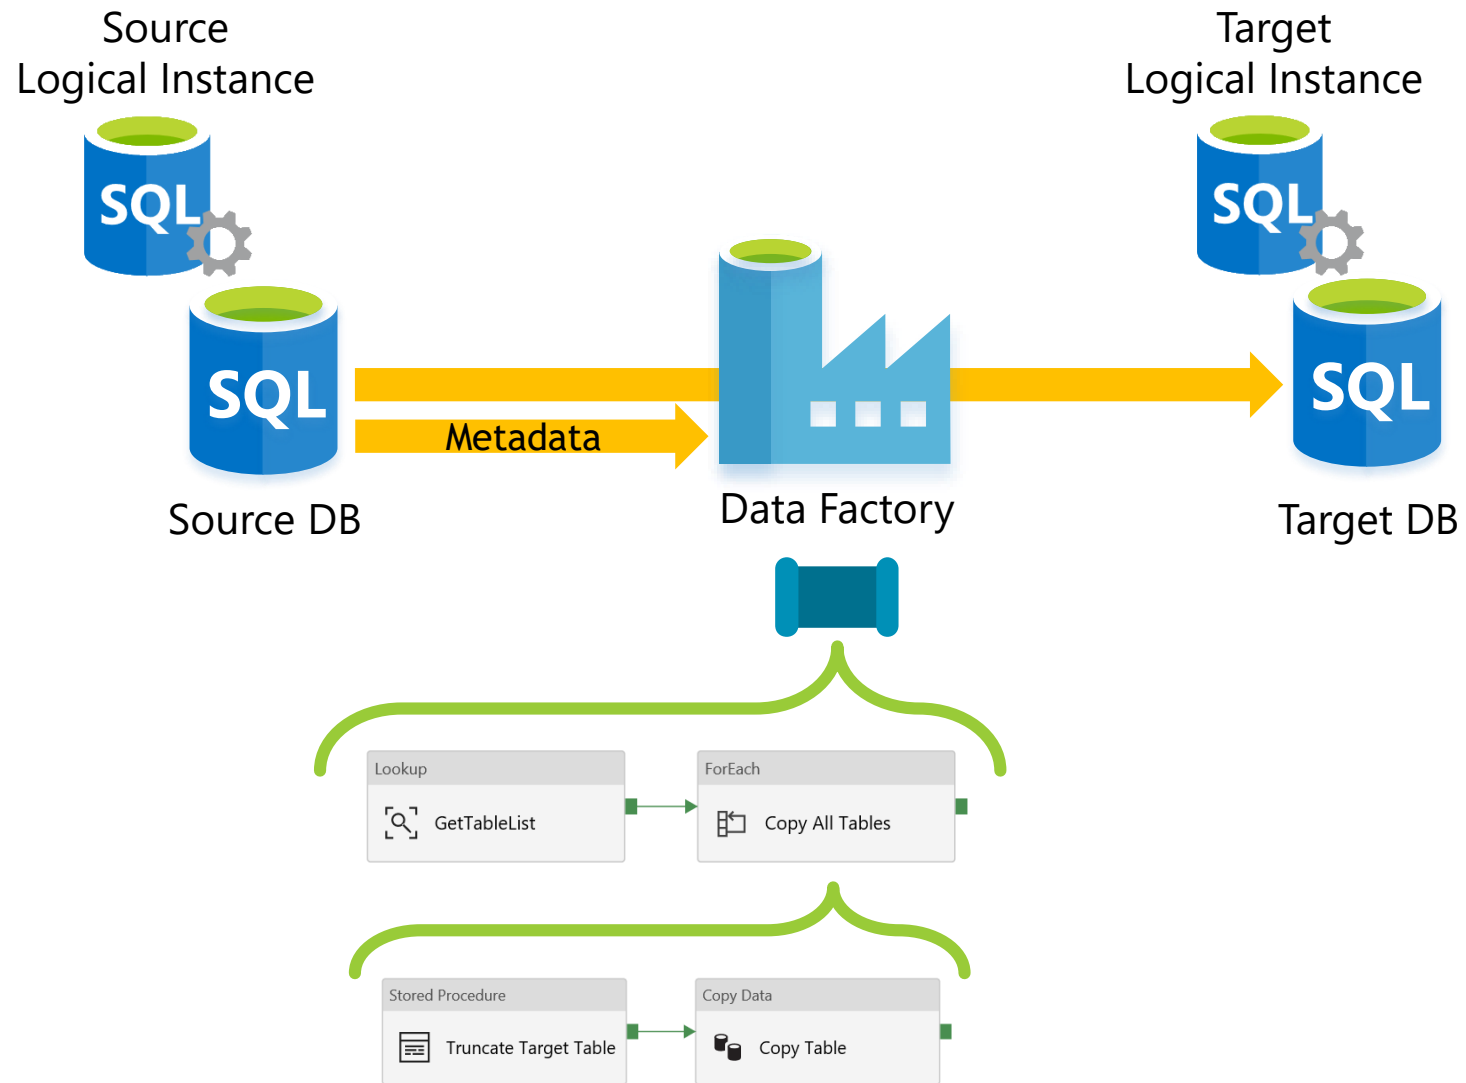 Source
Logical Instance
Target
Logical Instance
SQL
SQL
SQL
SQL
Metadata
Source DB
Data Factory
Target DB
Lookup
GetTableList
ForEach
Copy All Tables
Stored Procedure
Truncate Target Table
Copy Data
Copy Table